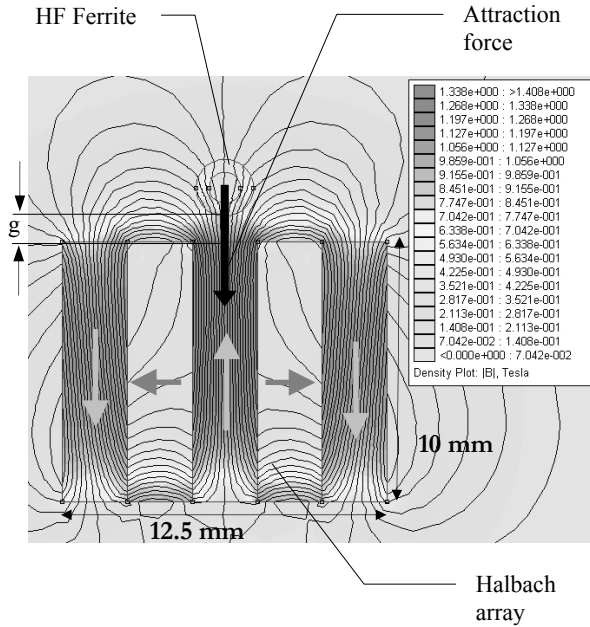 HF Ferrite
Attraction
force
1.338e+000 : >1.408e+000
1.268e+000 : 1.338e+000
1.197e+000 : 1.268e+000
1.127e+000 : 1.197e+000
1.056e+000 : 1.127e+000
9.859e-001 : 1.056e+000
9.155e-001 : 9.859e-001
8.451e-001 : 9.155e-001
7.747e-001 : 8.451e-001
7.042e-001 : 7.747e-001
6.338e-001 : 7.042e-001
5.634e-001 : 6.338e-001
4.930e-001 : 5.634e-001
4.225e-001 : 4.930e-001
3.521e-001 : 4.225e-001
2.817e-001 : 3.521e-001
2.113e-001 : 2.817e-001
1.408e-001 : 2.113e-001
7.042e-002 : 1.408e-001
<0.000e+000 : 7.042e-002
Density Plot: |B|, Tesla
g
10 mm
12.5 mm
Halbach
array